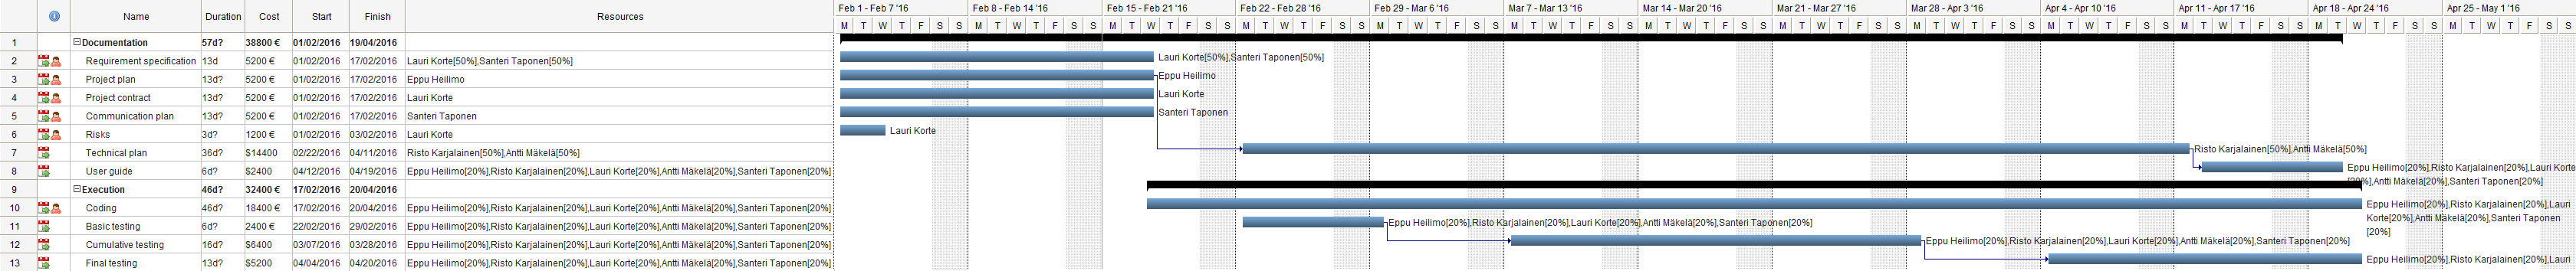 Name Duration Cost Start Finish Resources
Feb 1 - Feb 7 '16 Feb 8 - Feb 14 '16 Feb 15 - Feb 21 '16 Feb 22 - Feb 28 '16 Feb 29 - Mar 6 '16 Mar 7 - Mar 13 '16 Mar 14 - Mar 20 '16 Mar 21 - Mar 27 '16 Mar 28 - Apr 3 '16 Apr 4 - Apr 10 '16 Apr 11 - Apr 17 '16 Apr 18 - Apr 24 '16 Apr 25 - May 1 '16
M T W T F S S M T W T F S S M T W T F S S M T W T F S S M T W T F S S M T W T F S S M T W T F S S M T W T F S S M T W T F S S M T W T F S S M T W T F S S M T W T F S S M T W T F S S
1 Documentation 57d? 38800 € 01/02/2016 19/04/2016
2 Requirement specification 13d 5200 € 01/02/2016 17/02/2016 Lauri Korte[50%],Santeri Taponen[50%] Lauri Korte[50%],Santeri Taponen[50%]
3 Project plan 13d? 5200 € 01/02/2016 17/02/2016 Eppu Heilimo Eppu Heilimo
4 Project contract 13d? 5200 € 01/02/2016 17/02/2016 Lauri Korte Lauri Korte
5 Communication plan 13d? 5200 € 01/02/2016 17/02/2016 Santeri Taponen Santeri Taponen
6 Risks 3d? 1200 € 01/02/2016 03/02/2016 Lauri Korte Lauri Korte
7 Technical plan 36d? $14400 02/22/2016 04/11/2016 Risto Karjalainen[50%],Antti Mäkelä[50%] Risto Karjalainen[50%],Antti Mäkelä[50%]
8 User guide 6d? $2400 04/12/2016 04/19/2016 Eppu Heilimo[20%],Risto Karjalainen[20%],Lauri Korte[20%],Antti Mäkelä[20%],Santeri Taponen[20%] Eppu Heilimo[20%],Risto Karjalainen[20%],Lauri Korte
[20%],Antti Mäkelä[20%],Santeri Taponen[20%]
9 Execution 46d? 32400 € 17/02/2016 20/04/2016
10 Coding 46d? 18400 € 17/02/2016 20/04/2016 Eppu Heilimo[20%],Risto Karjalainen[20%],Lauri Korte[20%],Antti Mäkelä[20%],Santeri Taponen[20%] Eppu Heilimo[20%],Risto Karjalainen[20%],Lauri
Korte[20%],Antti Mäkelä[20%],Santeri Taponen
[20%]
11 Basic testing 6d? 2400 € 22/02/2016 29/02/2016 Eppu Heilimo[20%],Risto Karjalainen[20%],Lauri Korte[20%],Antti Mäkelä[20%],Santeri Taponen[20%] Eppu Heilimo[20%],Risto Karjalainen[20%],Lauri Korte[20%],Antti Mäkelä[20%],Santeri Taponen[20%]
12 Cumulative testing 16d? $6400 03/07/2016 03/28/2016 Eppu Heilimo[20%],Risto Karjalainen[20%],Lauri Korte[20%],Antti Mäkelä[20%],Santeri Taponen[20%] Eppu Heilimo[20%],Risto Karjalainen[20%],Lauri Korte[20%],Antti Mäkelä[20%],Santeri Taponen[20%]
13 Final testing 13d? $5200 04/04/2016 04/20/2016 Eppu Heilimo[20%],Risto Karjalainen[20%],Lauri Korte[20%],Antti Mäkelä[20%],Santeri Taponen[20%] Eppu Heilimo[20%],Risto Karjalainen[20%],Lauri